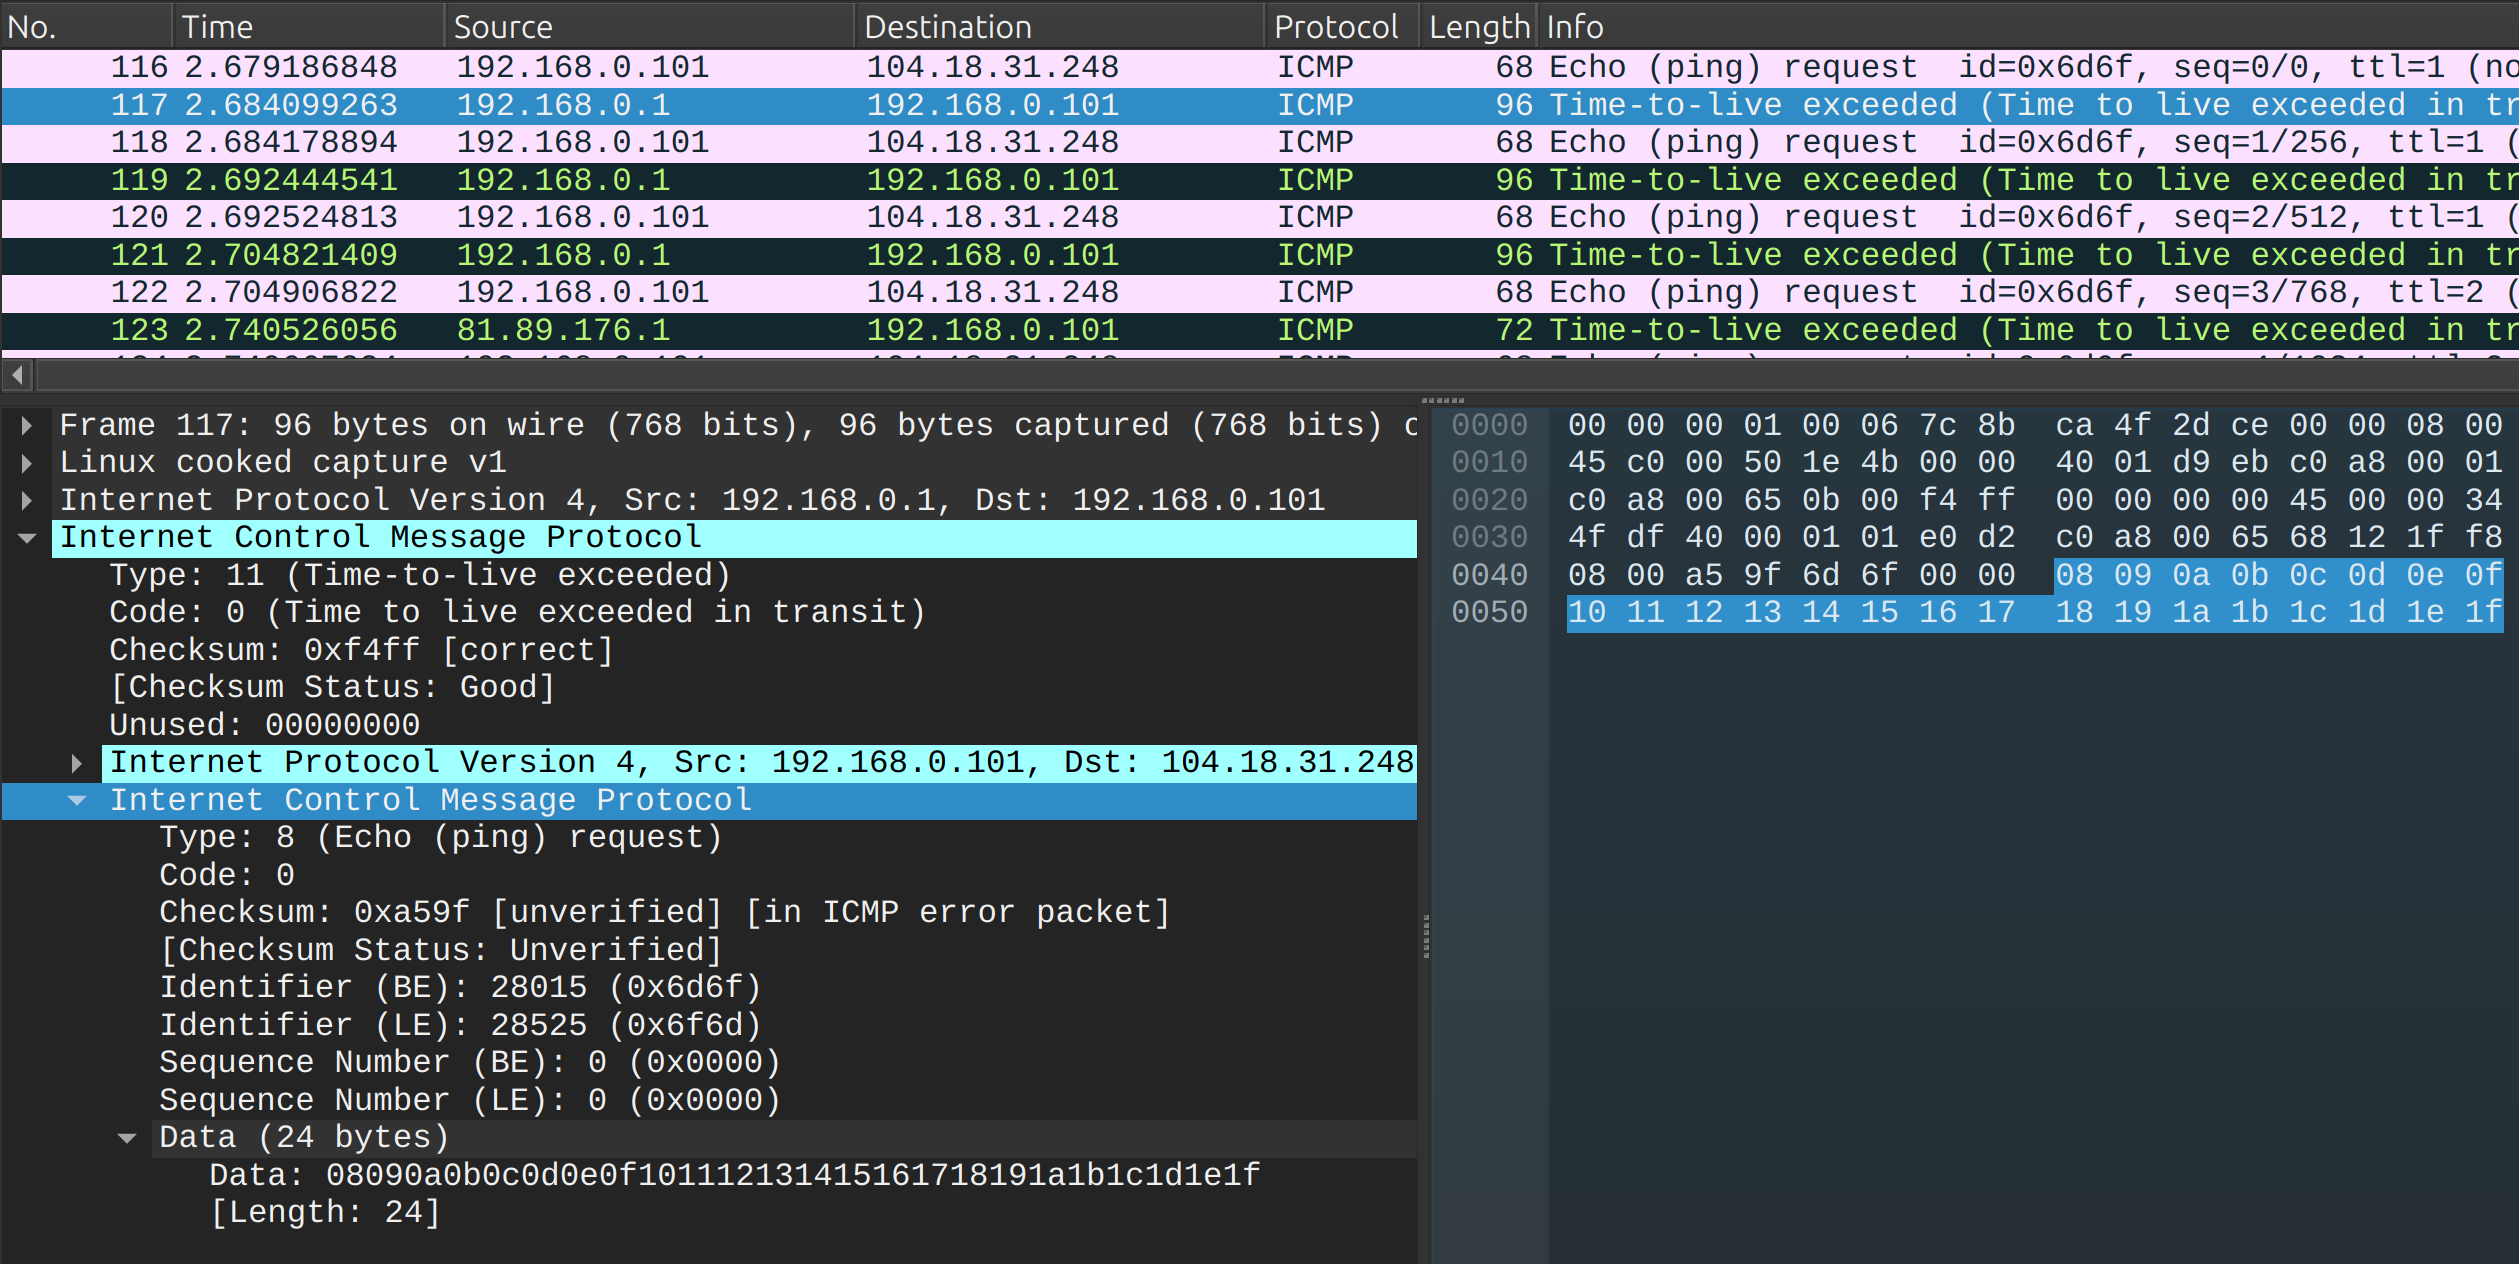 No. Time Source Destination Protocol Length Info
116 2.679186848 192.168.0.101 104.18.31.248 ICMP 68 Echo (ping) request id=0x6d6f, seq=0/0, ttl=1 (no
117 2.684099263 192.168.0.1 192.168.0.101 ICMP 96 Time-to-live exceeded (Time to live exceeded in tr
118 2.684178894 192.168.0.101 104.18.31.248 ICMP 68 Echo (ping) request id=0x6d6f, seq=1/256, ttl=1 (
119 2.692444541 192.168.0.1 192.168.0.101 ICMP 96 Time-to-live exceeded (Time to live exceeded in tr
120 2.692524813 192.168.0.101 104.18.31.248 ICMP 68 Echo (ping) request id=0x6d6f, seq=2/512, ttl=1 (
121 2.704821409 192.168.0.1 192.168.0.101 ICMP 96 Time-to-live exceeded (Time to live exceeded in tr
122 2.704906822 192.168.0.101 104.18.31.248 ICMP 68 Echo (ping) request id=0x6d6f, seq=3/768, ttl=2 (
123 2.740526056 81.89.176.1 192.168.0.101 ICMP 72 Time-to-live exceeded (Time to live exceeded in tr
Frame 117: 96 bytes on wire (768 bits), 96 bytes captured (768 bits) o
Linux cooked capture v1
Internet Protocol Version 4, Src: 192.168.0.1, Dst: 192.168.0.101
Internet Control Message Protocol
Type: 11 (Time-to-live exceeded)
Code: 0 (Time to live exceeded in transit)
Checksum: 0xf4ff [correct]
[Checksum Status: Good]
Unused: 00000000
Internet Protocol Version 4, Src: 192.168.0.101, Dst: 104.18.31.248
Internet Control Message Protocol
Type: 8 (Echo (ping) request)
Code: 0
Checksum: 0xa59f [unverified] [in ICMP error packet]
[Checksum Status: Unverified]
Identifier (BE): 28015 (0x6d6f)
Identifier (LE): 28525 (0x6f6d)
Sequence Number (BE): 0 (0x0000)
Sequence Number (LE): 0 (0x0000)
Data (24 bytes)
Data: 08090a0b0c0d0e0f101112131415161718191a1b1c1d1e1f
[Length: 24]
0000 00 00 00 01 00 06 7c 8b ca 4f 2d ce 00 00 08 00
0010 45 c0 00 50 1e 4b 00 00 40 01 d9 eb c0 a8 00 01
0020 c0 a8 00 65 0b 00 f4 ff 00 00 00 00 45 00 00 34
0030 4f df 40 00 01 01 e0 d2 c0 a8 00 65 68 12 1f f8
0040 08 00 a5 9f 6d 6f 00 00 08 09 0a 0b 0c 0d 0e 0f
0050 10 11 12 13 14 15 16 17 18 19 1a 1b 1c 1d 1e 1f